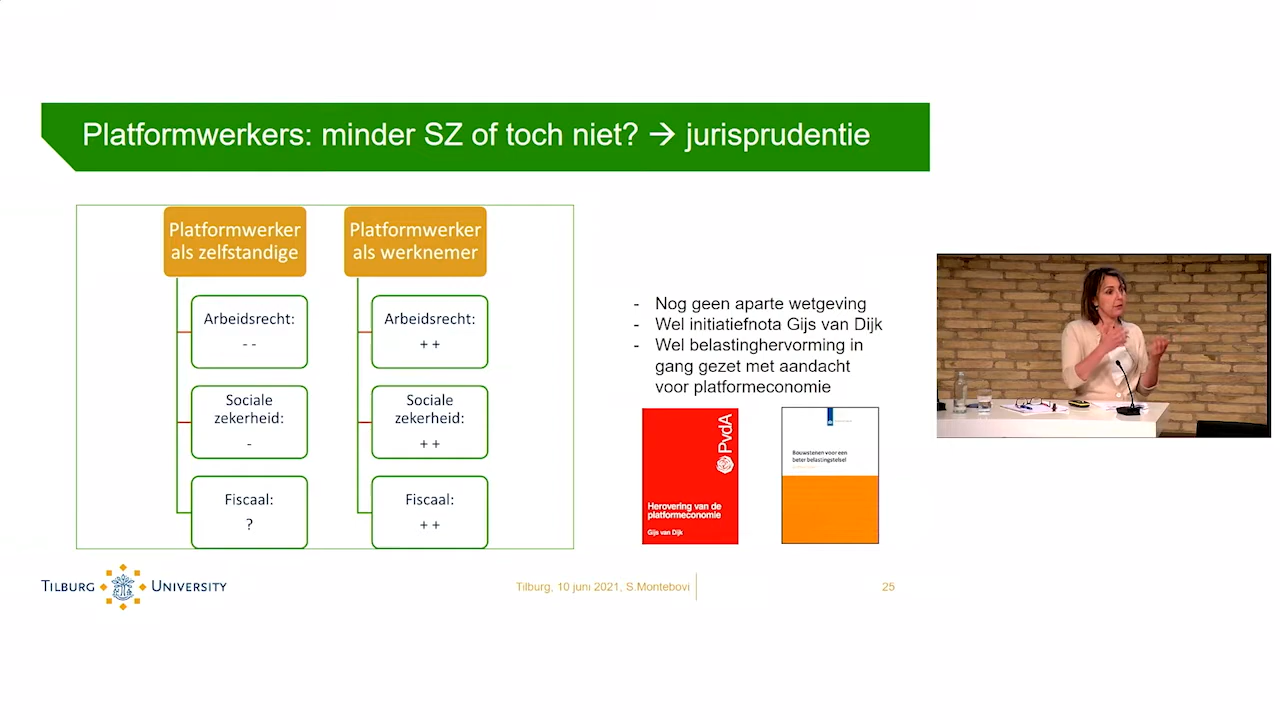 Platformwerkers: minder SZ of toch niet? → jurisprudentie
Platformwerker
als zelfstandige
Arbeidsrecht:
- -
Sociale
zekerheid:
-
Fiscaal:
?
Platformwerker
als werknemer
Arbeidsrecht:
+ +
Sociale
zekerheid:
+ +
Fiscaal:
+ +
- Nog geen aparte wetgeving
- Wel initiatiefnota Gijs van Dijk
- Wel belastinghervorming in
gang gezet met aandacht
voor platformeconomie
PvdA
Herovering van de
platformeconomie
Gijs van Dijk
Bouwstenen voor een
beter belastingstelsel
TILBURG UNIVERSITY
Tilburg, 10 juni 2021, S.Montebovi
25